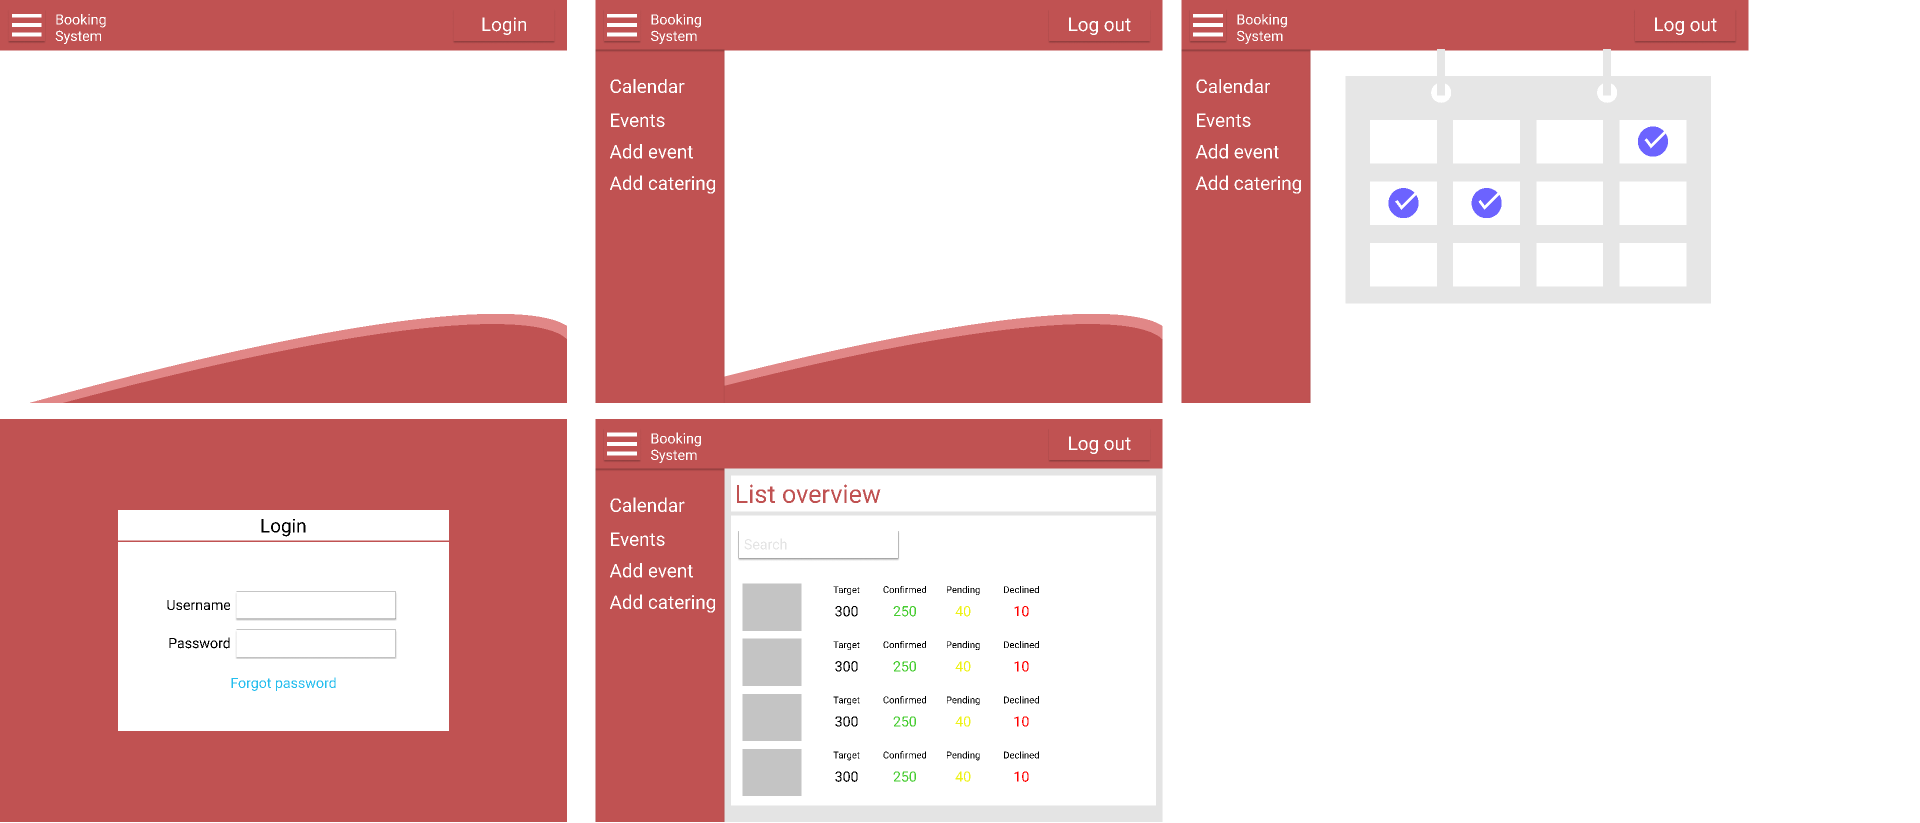 Booking
System
Login
Booking
System
Log out
Calendar
Events
Add event
Add catering
Booking
System
Log out
Calendar
Events
Add event
Add catering
Login
Username
Password
Forgot password
Booking
System
Log out
Calendar
Events
Add event
Add catering
List overview
Search
Target Confirmed Pending Declined
300 250 40 10
Target Confirmed Pending Declined
300 250 40 10
Target Confirmed Pending Declined
300 250 40 10
Target Confirmed Pending Declined
300 250 40 10